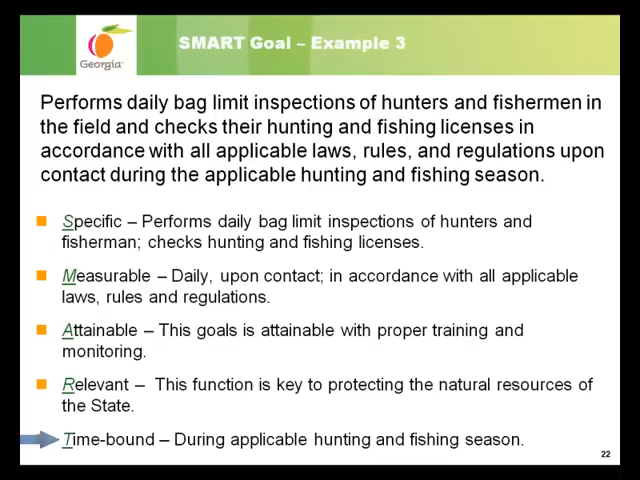 Georgia
SMART Goal – Example 3
Performs daily bag limit inspections of hunters and fishermen in
the field and checks their hunting and fishing licenses in
accordance with all applicable laws, rules, and regulations upon
contact during the applicable hunting and fishing season.
Specific – Performs daily bag limit inspections of hunters and
fisherman; checks hunting and fishing licenses.
Measurable – Daily, upon contact; in accordance with all applicable
laws, rules and regulations.
Attainable – This goals is attainable with proper training and
monitoring.
Relevant – This function is key to protecting the natural resources of
the State.
Time-bound – During applicable hunting and fishing season.
22